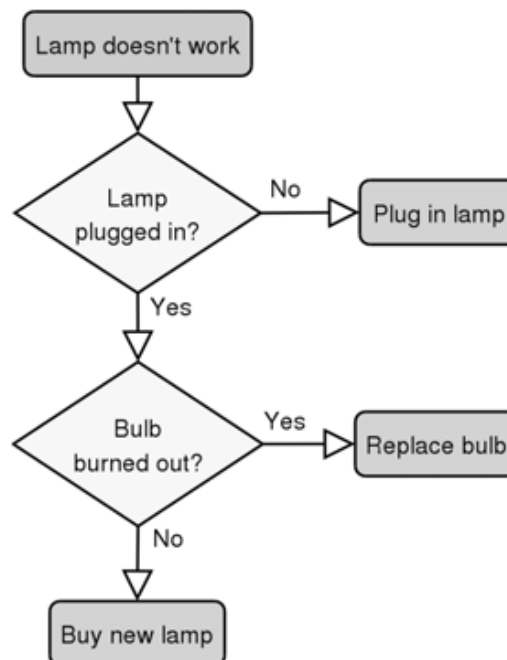 Lamp doesn't work
Lamp
plugged in?
No
Plug in lamp
Yes
Bulb
burned out?
Yes
Replace bulb
No
Buy new lamp